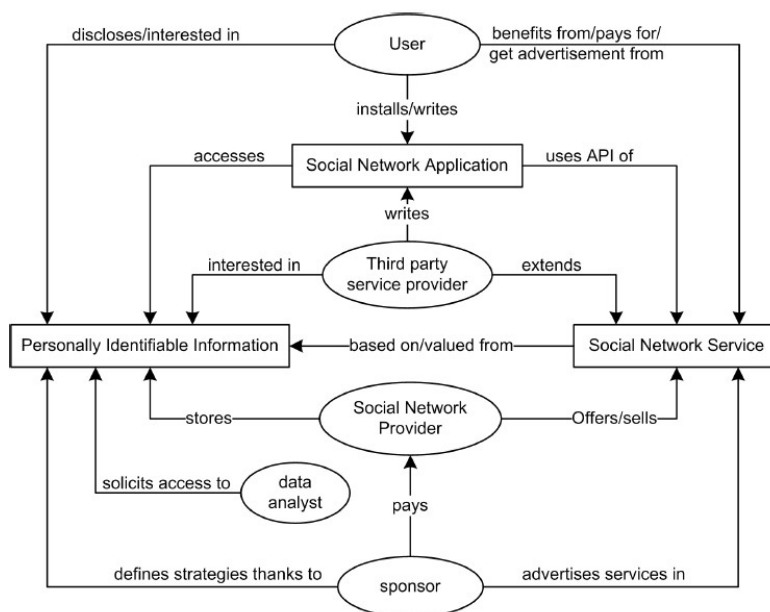 discloses/interested in
User
benefits from/pays for/
get advertisement from
installs/writes
accesses
Social Network Application
uses API of
writes
interested in
Third party
service provider
extends
Personally Identifiable Information
based on/valued from
Social Network Service
stores
Social Network
Provider
Offers/sells
solicits access to
data
analyst
pays
defines strategies thanks to
sponsor
advertises services in